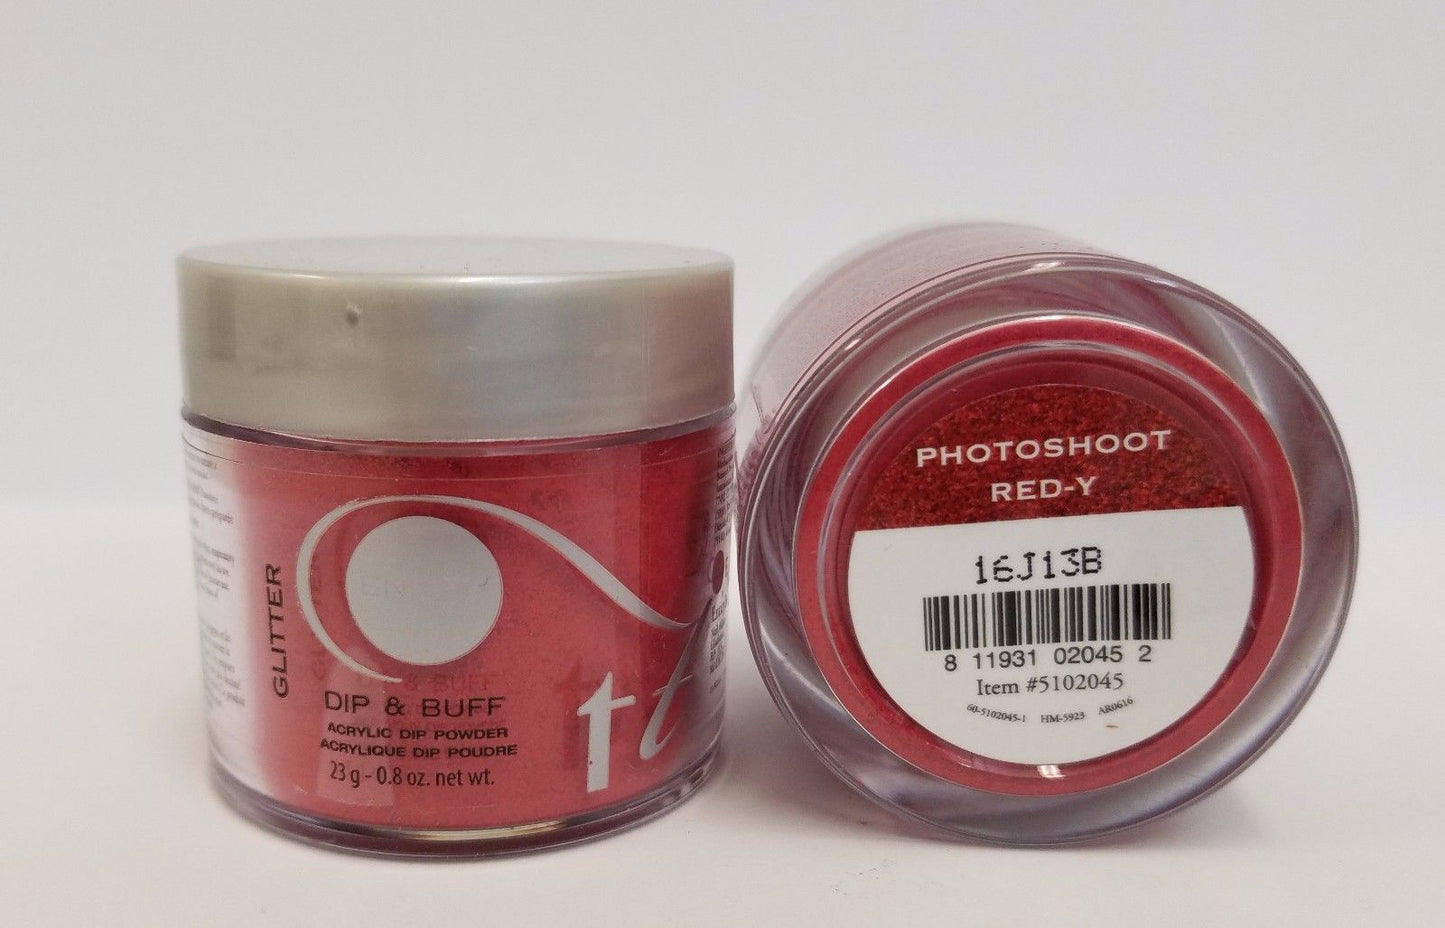 GLITTER
DIP & BUFF
ACRYLIC DIP POWDER
ACRYLIQUE DIP POUDRE
23 g - 0.8 oz. net wt.
tt
PHOTOSHOOT
RED-Y
16J13B
8 11931 02045 2
Item #5102045
60-5102045-1 HM-5923 AR0616